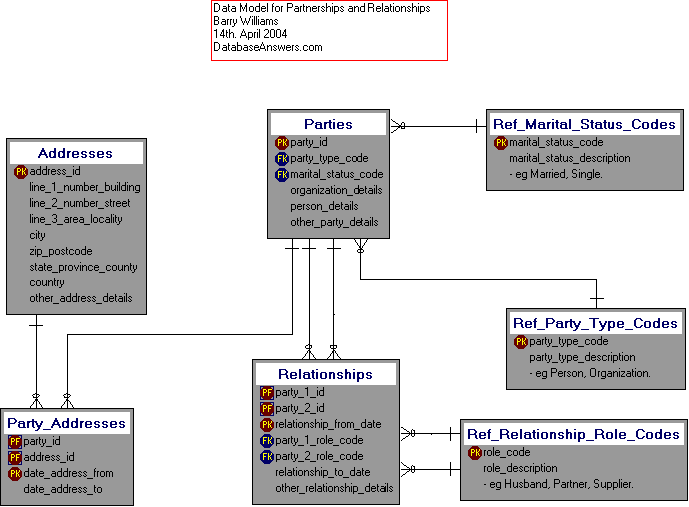 Data Model for Partnerships and Relationships
Barry Williams
14th. April 2004
DatabaseAnswers.com
Parties
PK party_id
FK party_type_code
FK marital_status_code
organization_details
person_details
other_party_details
Ref_Marital_Status_Codes
PK marital_status_code
marital_status_description
- eg Married, Single.
Addresses
PK address_id
line_1_number_building
line_2_number_street
line_3_area_locality
city
zip_postcode
state_province_county
country
other_address_details
Ref_Party_Type_Codes
PK party_type_code
party_type_description
- eg Person, Organization.
Relationships
PF party_1_id
PF party_2_id
PK relationship_from_date
FK party_1_role_code
FK party_2_role_code
relationship_to_date
other_relationship_details
Party_Addresses
PF party_id
PF address_id
PK date_address_from
date_address_to
Ref_Relationship_Role_Codes
PK role_code
role_description
- eg Husband, Partner, Supplier.